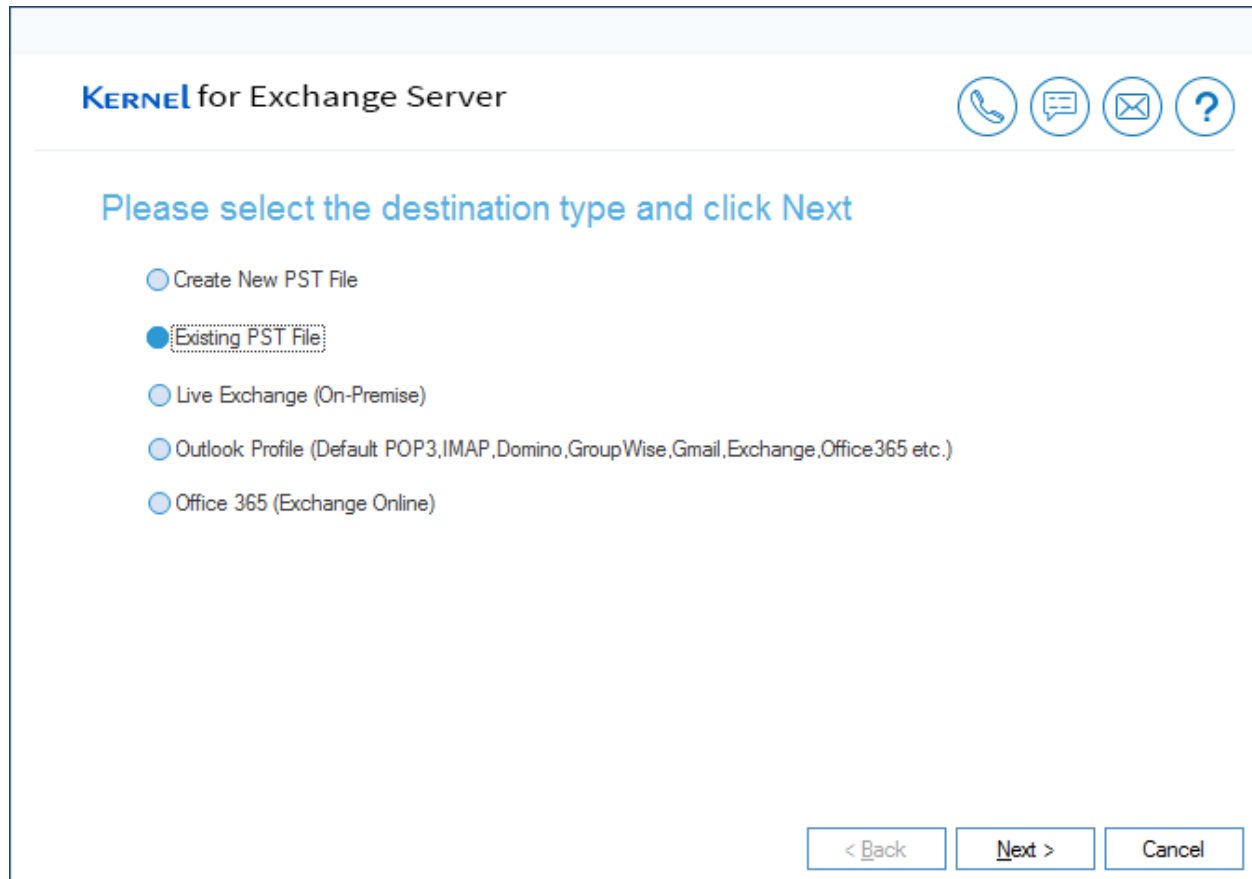 KERNEL for Exchange Server
?
Please select the destination type and click Next
Create New PST File
Existing PST File
Live Exchange (On-Premise)
Outlook Profile (Default POP3,IMAP,Domino,GroupWise,Gmail,Exchange,Office365 etc.)
Office 365 (Exchange Online)
< Back Next > Cancel